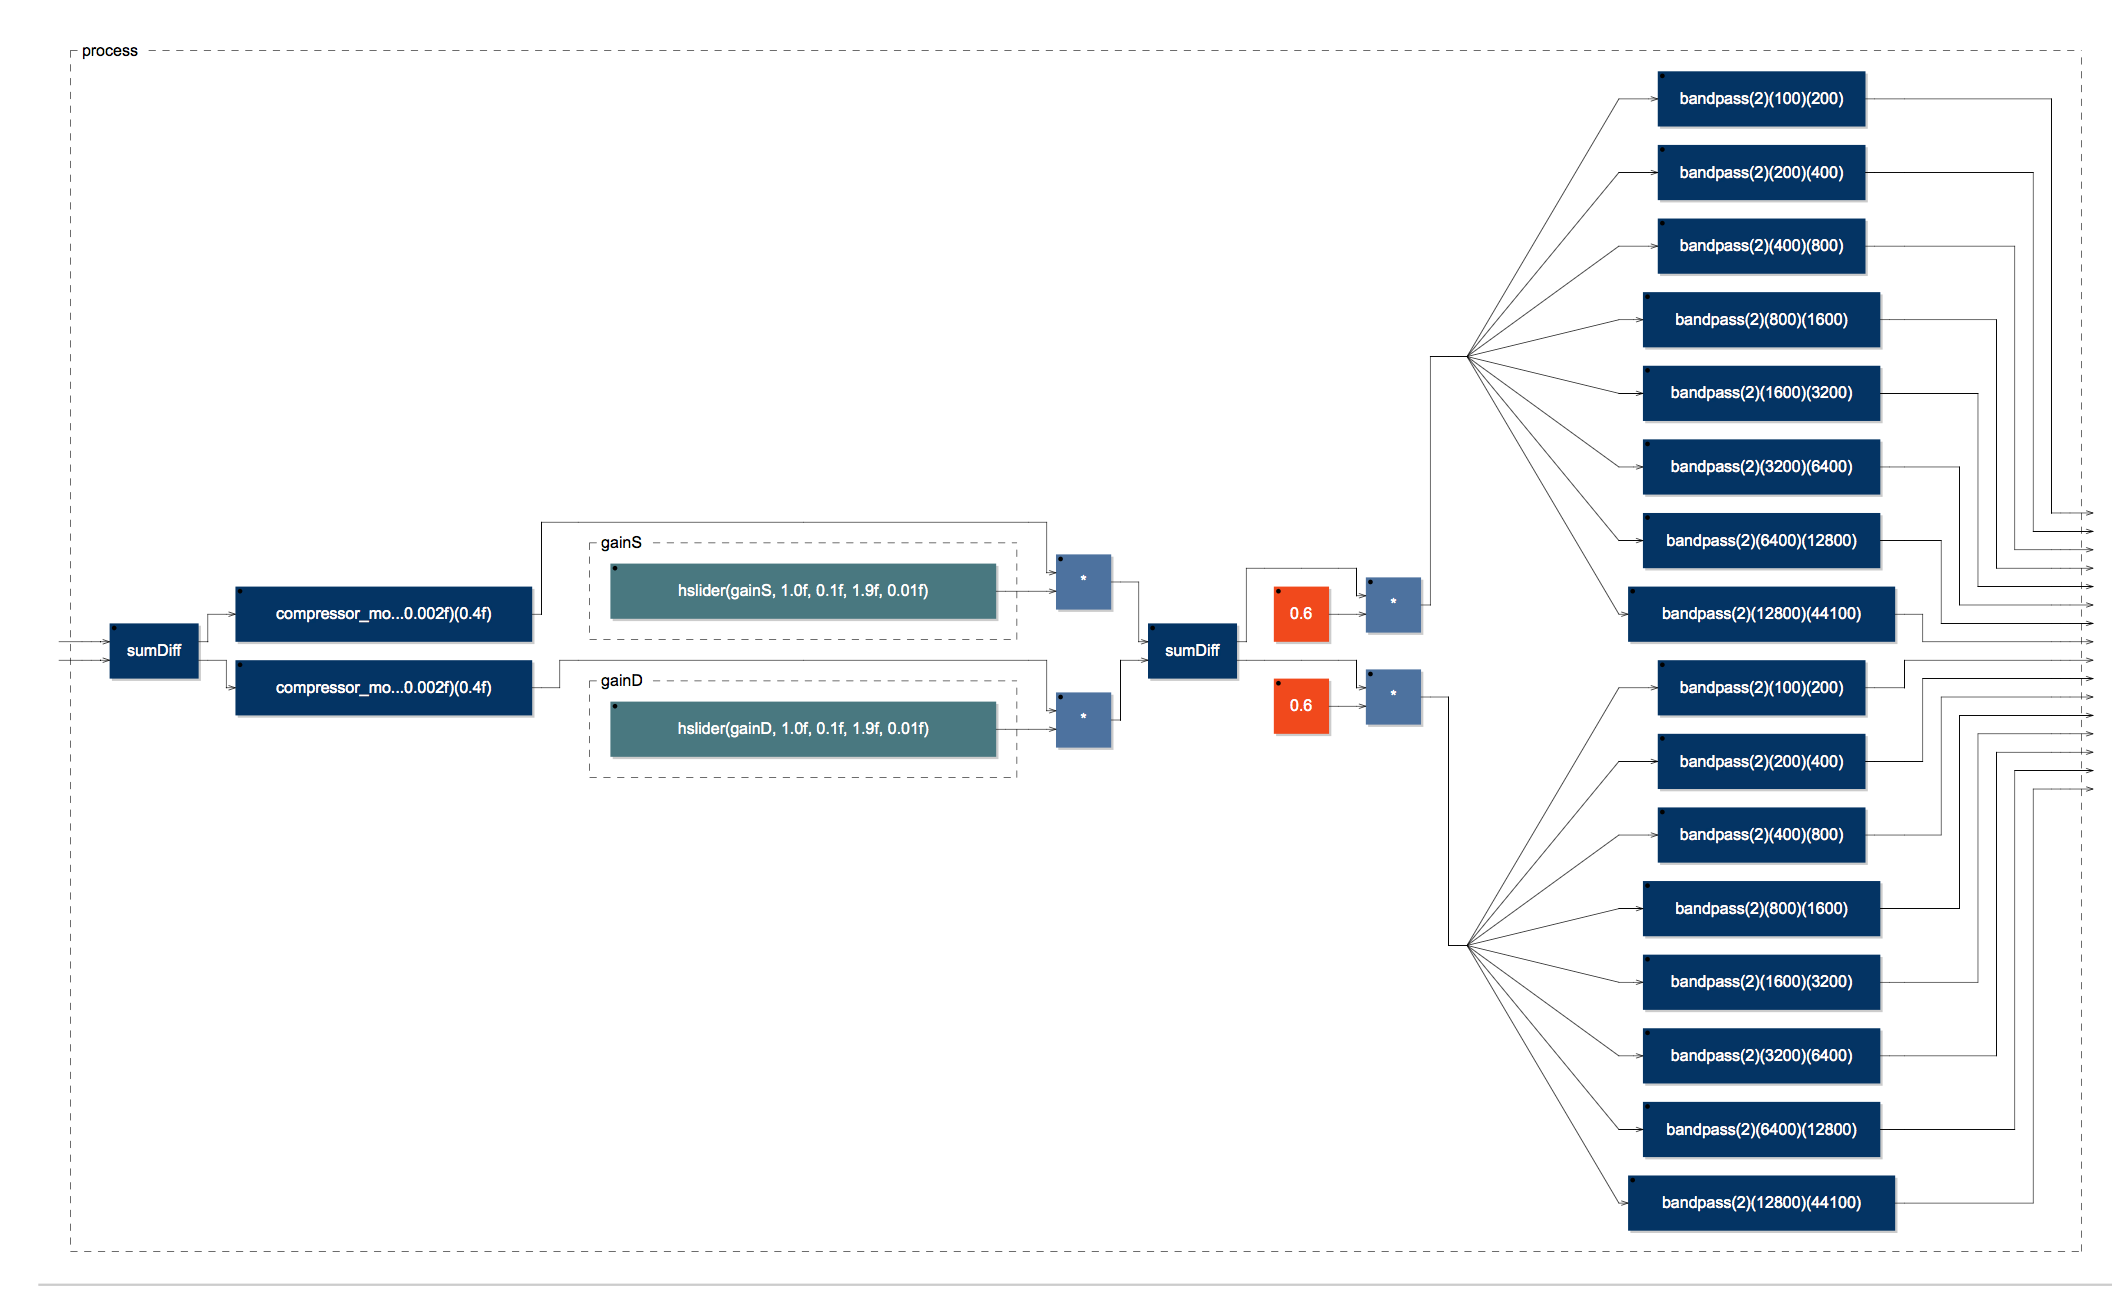 process
sumDiff
compressor_mo...0.002f)(0.4f)
compressor_mo...0.002f)(0.4f)
gainS
hslider(gainS, 1.0f, 0.1f, 1.9f, 0.01f)
gainD
hslider(gainD, 1.0f, 0.1f, 1.9f, 0.01f)
*
*
sumDiff
0.6
*
0.6
*
bandpass(2)(100)(200)
bandpass(2)(200)(400)
bandpass(2)(400)(800)
bandpass(2)(800)(1600)
bandpass(2)(1600)(3200)
bandpass(2)(3200)(6400)
bandpass(2)(6400)(12800)
bandpass(2)(12800)(44100)
bandpass(2)(100)(200)
bandpass(2)(200)(400)
bandpass(2)(400)(800)
bandpass(2)(800)(1600)
bandpass(2)(1600)(3200)
bandpass(2)(3200)(6400)
bandpass(2)(6400)(12800)
bandpass(2)(12800)(44100)